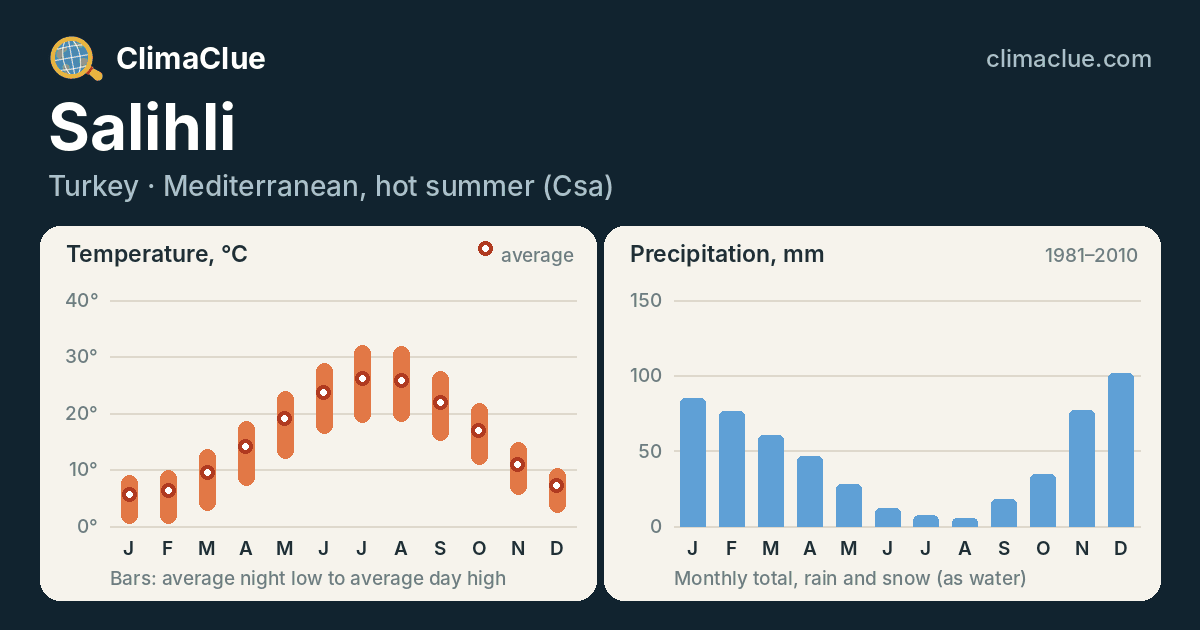 ClimaClue
climaclue.com
Salihli
Turkey · Mediterranean, hot summer (Csa)
Temperature, °C
average
40°
30°
20°
10°
0°
J F M A M J J A S O N D
Bars: average night low to average day high
Precipitation, mm
1981–2010
150
100
50
0
J F M A M J J A S O N D
Monthly total, rain and snow (as water)